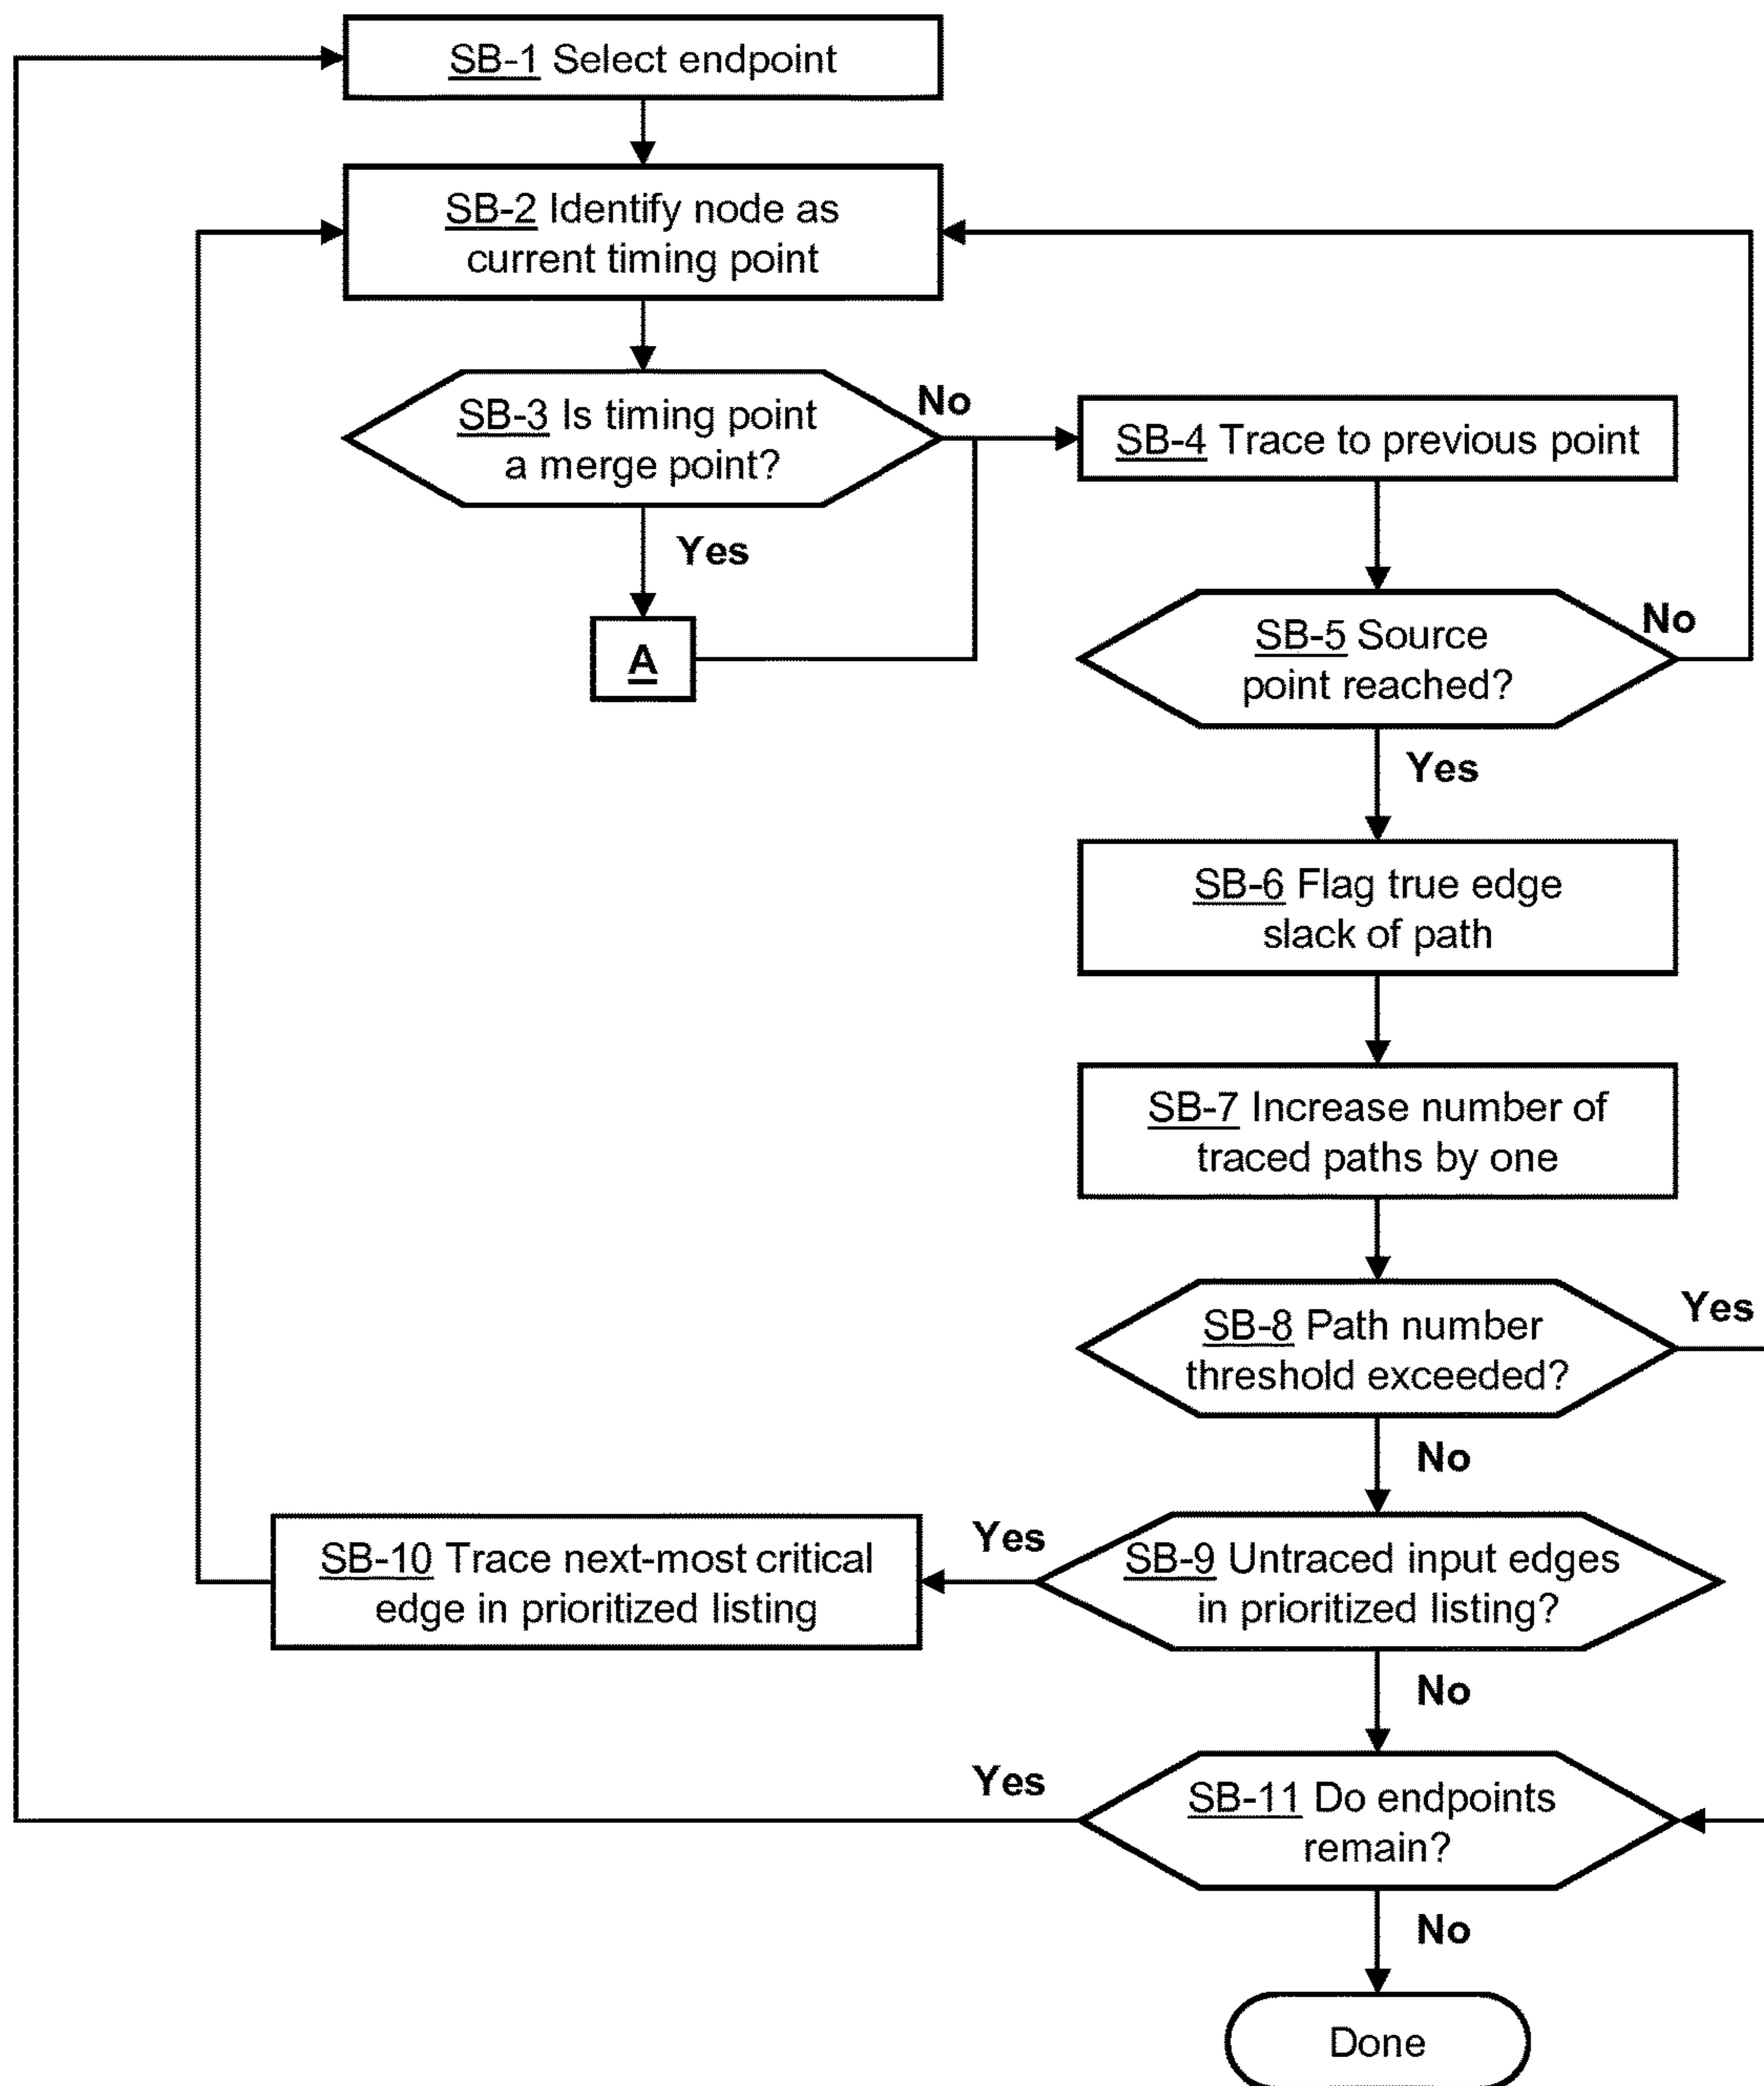 SB-1 Select endpoint
SB-2 Identify node as
current timing point
SB-3 Is timing point
a merge point?
No
SB-4 Trace to previous point
Yes
A
SB-5 Source
point reached?
No
Yes
SB-6 Flag true edge
slack of path
SB-7 Increase number of
traced paths by one
SB-8 Path number
threshold exceeded?
Yes
No
SB-9 Untraced input edges
in prioritized listing?
Yes
SB-10 Trace next-most critical
edge in prioritized listing
No
SB-11 Do endpoints
remain?
Yes
No
Done